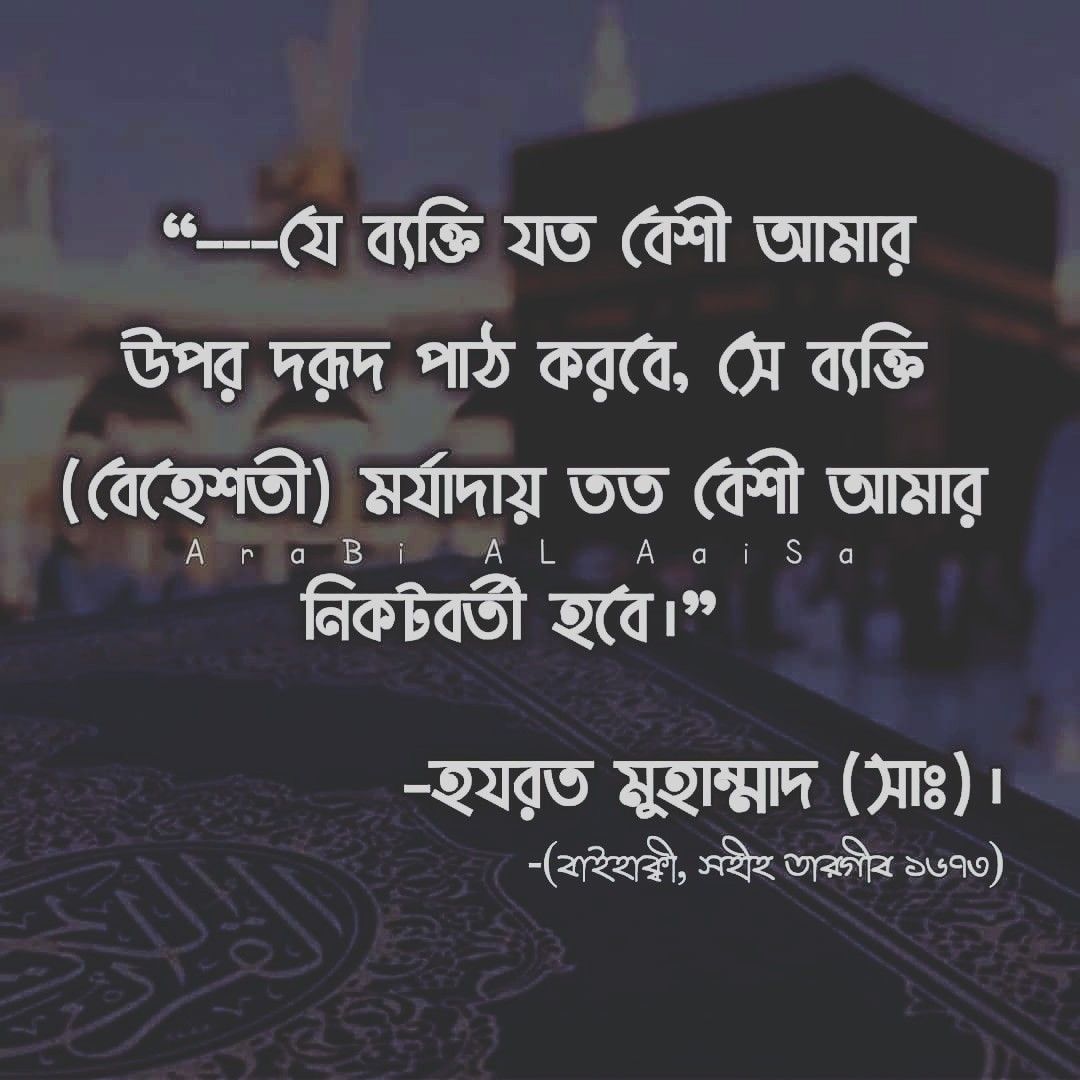 “---যে ব্যক্তি যত বেশী আমার
উপর দরূদ পাঠ করবে, সে ব্যক্তি
(বেহেশতী) মর্যাদায় তত বেশী আমার
AraBi AL AaiSa
নিকটবর্তী হবে।”
-হযরত মুহাম্মাদ (সাঃ)।
-(বাইহাক্বী, সহীহ তারগীব ১৬৭৩)